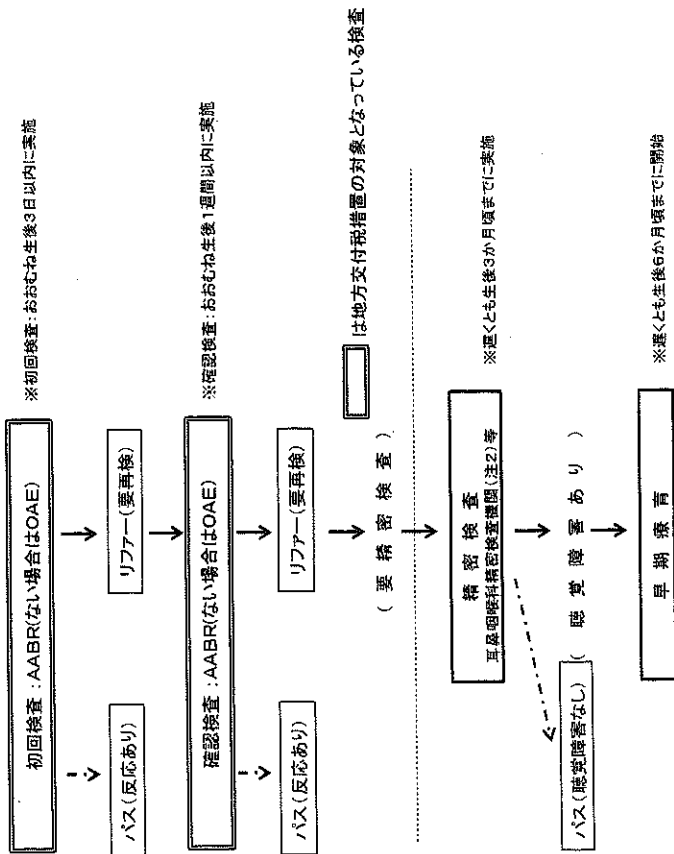 初回検査:AABR(ない場合はOAE)
※初回検査:おおむね生後3日以内に実施
パス(反応あり)
リファー(要再検)
確認検査:AABR(ない場合はOAE)
※確認検査:おおむね生後1週間以内に実施
パス(反応あり)
リファー(要再検)
は地方交付税措置の対象となっている検査
(要精密検査)
精密検査
耳鼻咽喉科精密検査機関(注2)等
※遅くとも生後3か月頃までに実施
パス(聴覚障害なし)
(聴覚障害あり)
早期療育
※遅くとも生後6か月頃までに開始